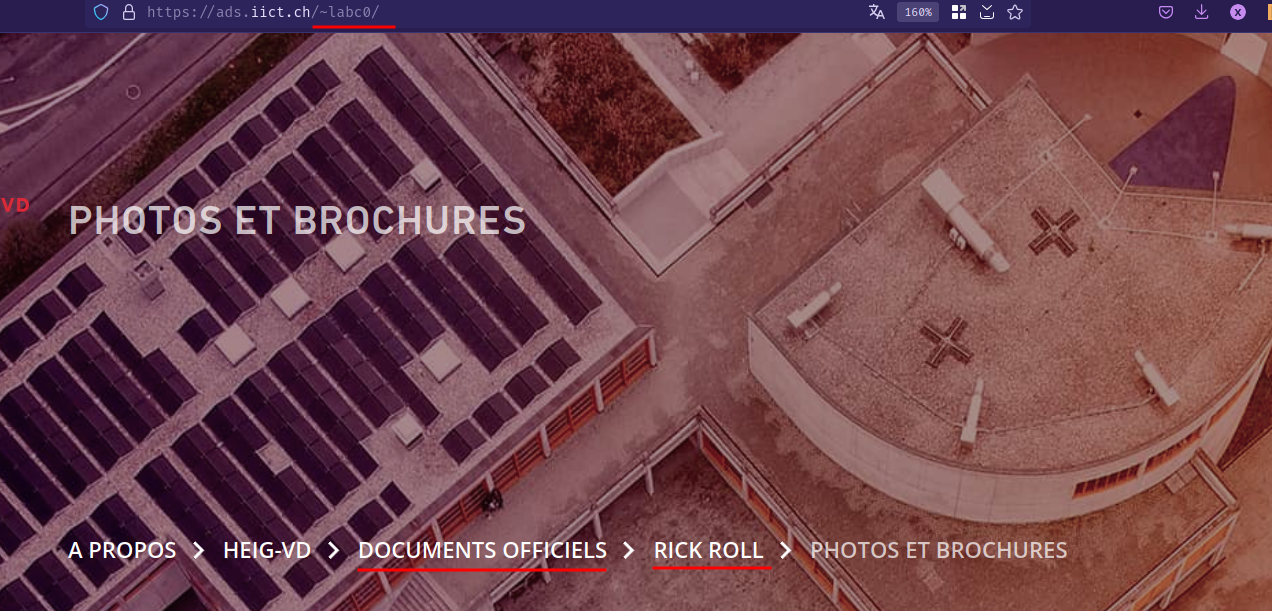 https://ads.iict.ch/~labc0/ 160%
VD
PHOTOS ET BROCHURES
A PROPOS > HEIG-VD > DOCUMENTS OFFICIELS > RICK ROLL > PHOTOS ET BROCHURES